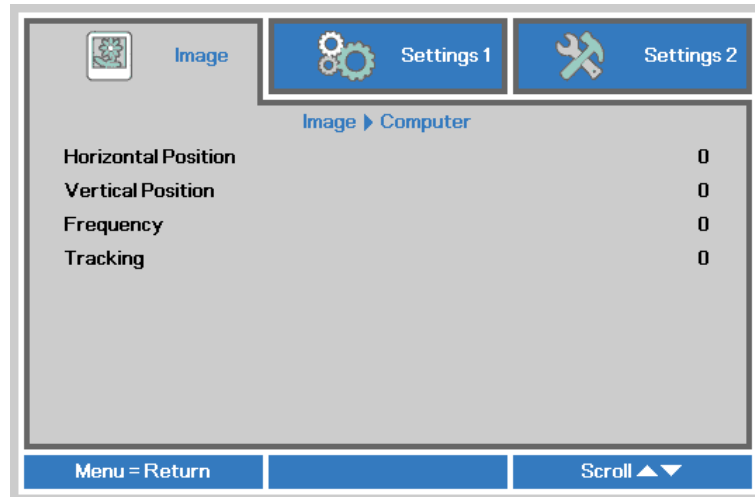 Image Settings 1 Settings 2
Image ▶ Computer
Horizontal Position 0
Vertical Position 0
Frequency 0
Tracking 0
Menu = Return Scroll ▲▼